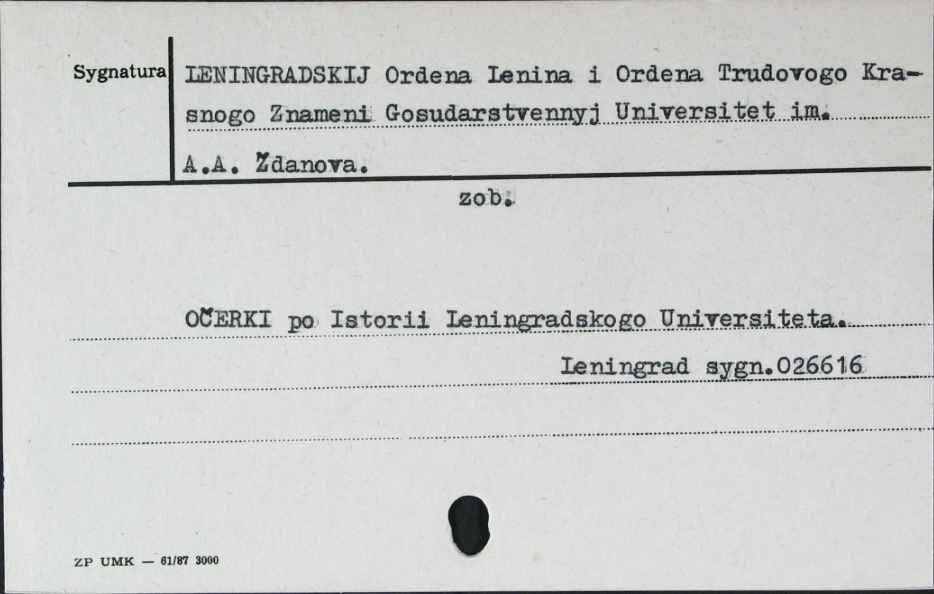 Sygnatura LENINGRADSKIJ Ordena Lenina i Ordena Trudovogo Kra-
snogo Znameni Gosudarstvennyj Universitet im.
A.A. Ždanova.
zob.
OČERKI po Istorii Leningradskogo Universiteta.
Leningrad sygn.026616
ZP UMK — 61/87 3000